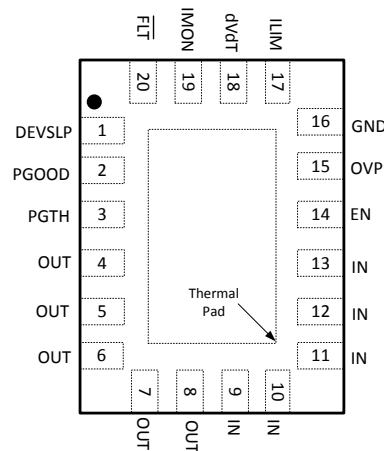 FLT IMON dVdT ILIM
20 19 18 17
DEVSLP 1 16 GND
PGOOD 2 15 OVP
PGTH 3 14 EN
OUT 4 13 IN
OUT 5 12 IN
OUT 6 11 IN
Thermal
Pad
7 8 9 10
OUT OUT IN IN